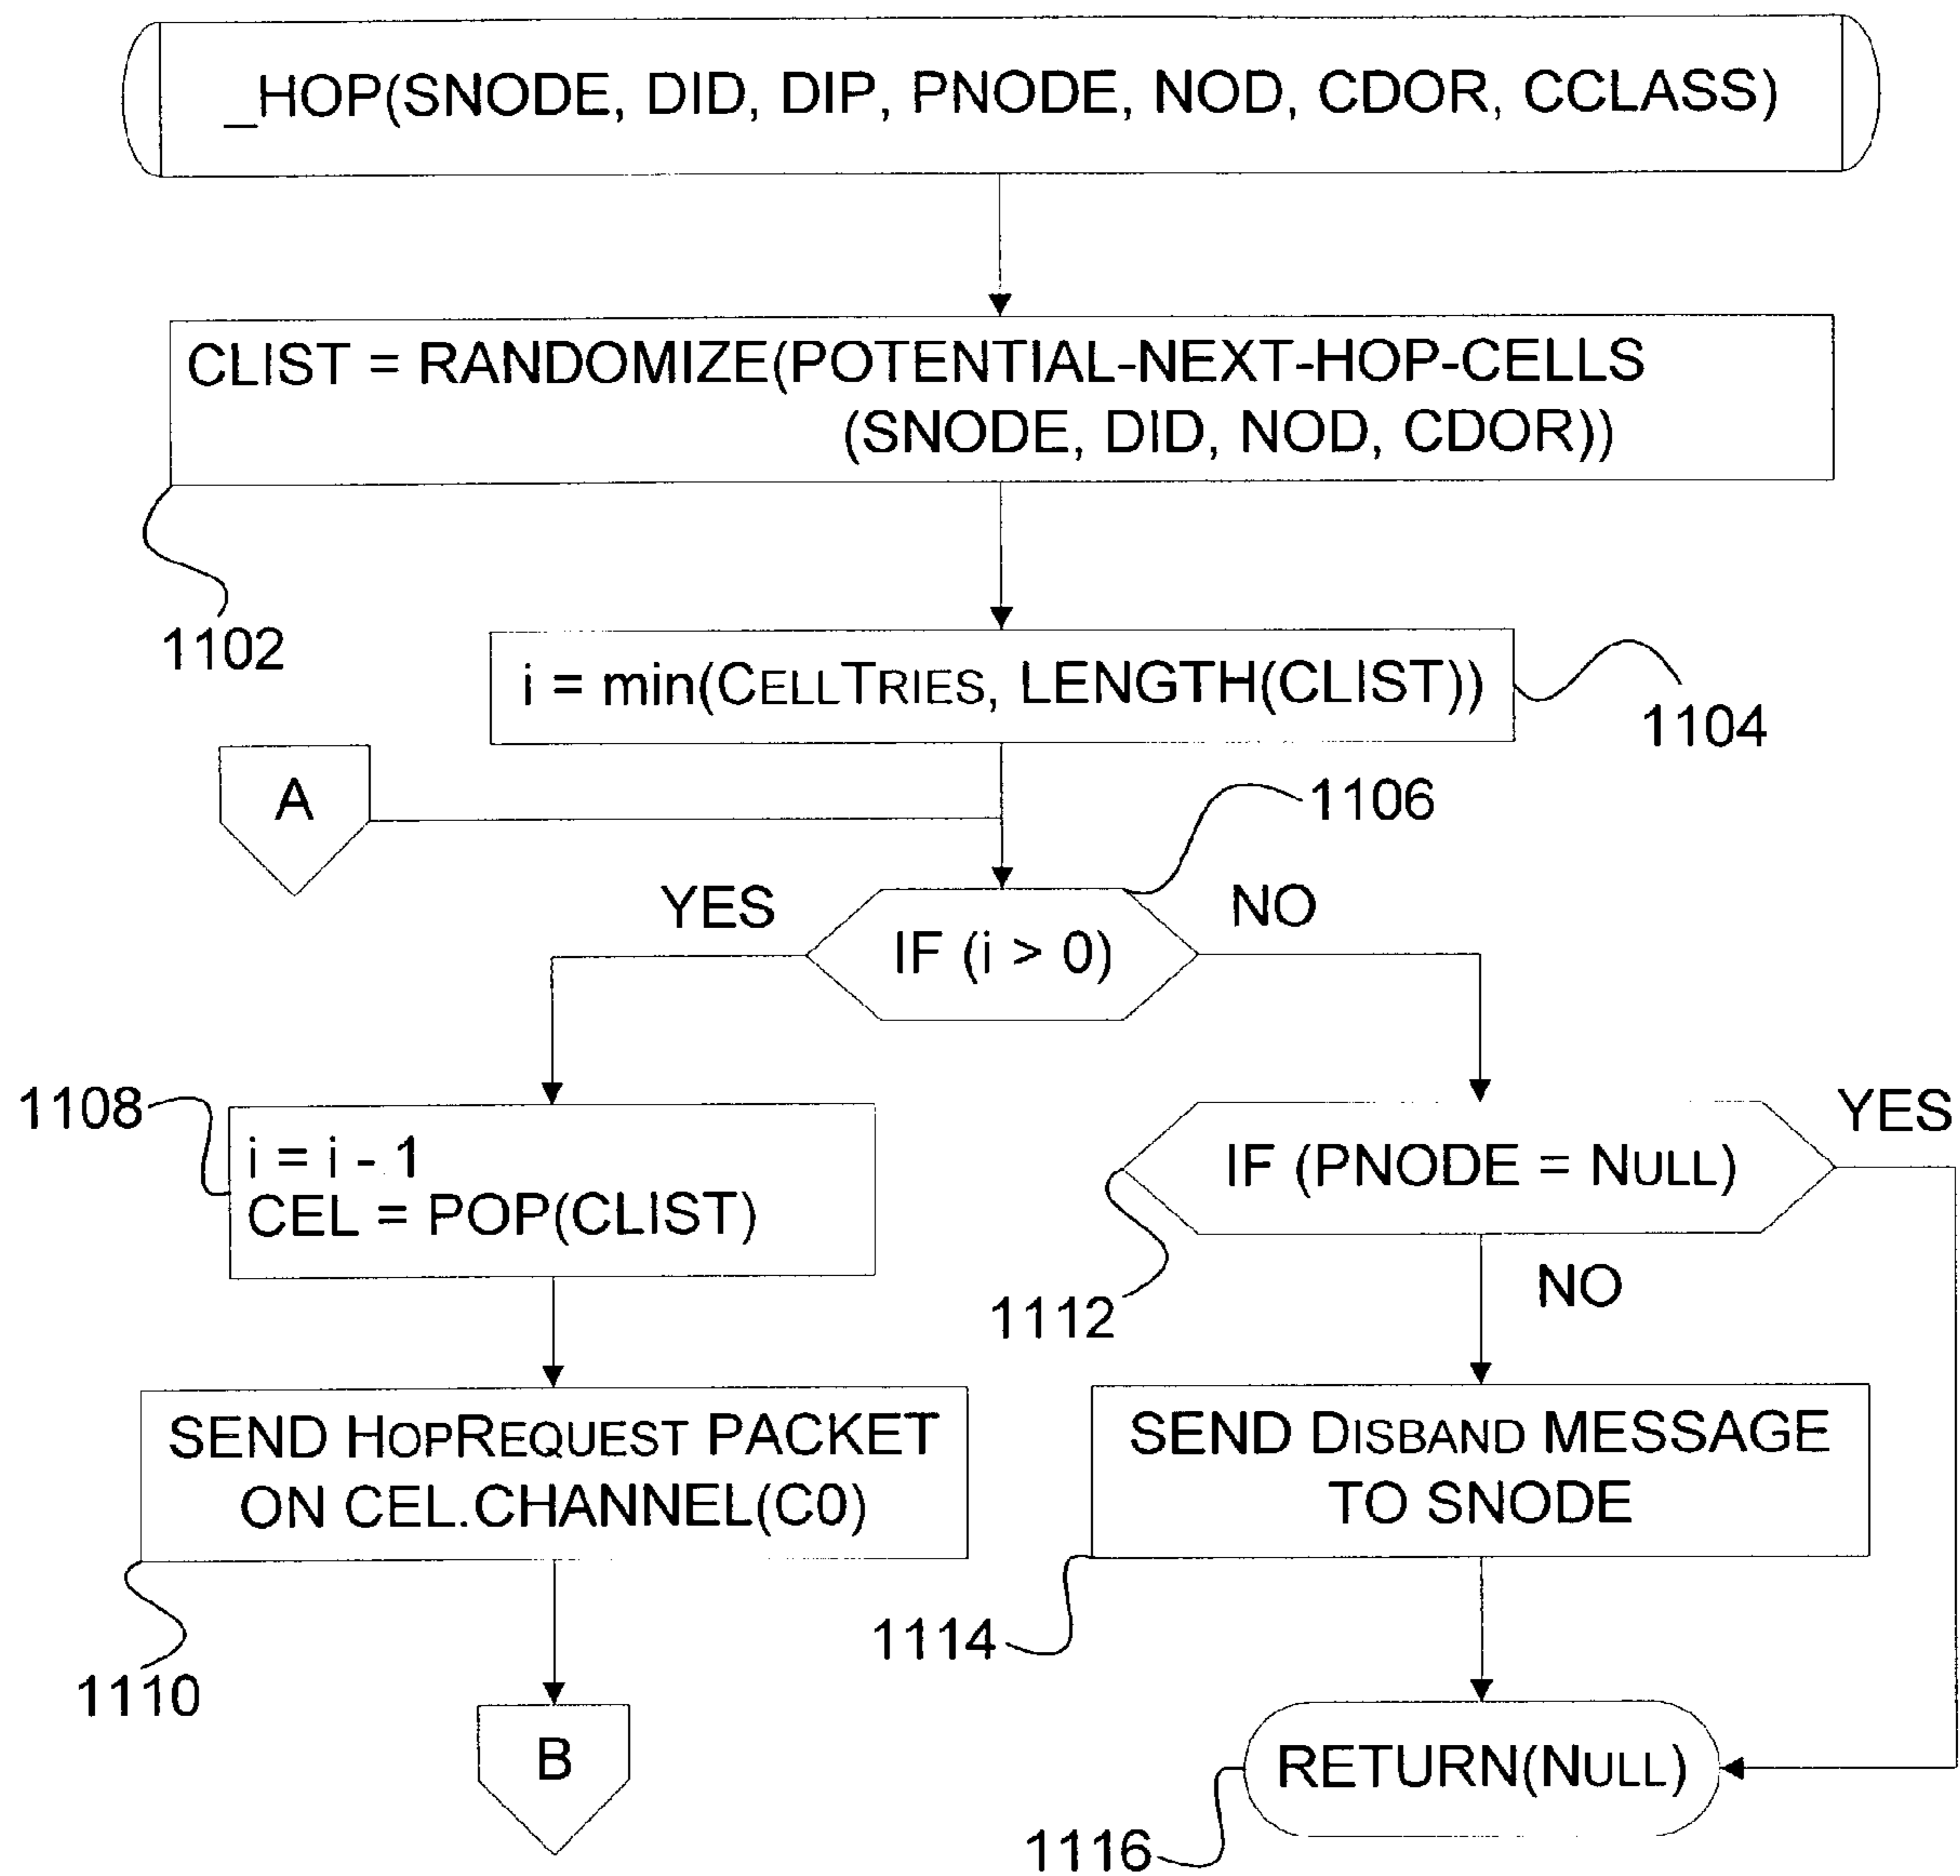 _HOP(SNODE, DID, DIP, PNODE, NOD, CDOR, CCLASS)
CLIST = RANDOMIZE(POTENTIAL-NEXT-HOP-CELLS
(SNODE, DID, NOD, CDOR))
1102
i = min(CELLTRIES, LENGTH(CLIST))
1104
A
1106
YES
NO
IF (i > 0)
1108
i = i - 1
CEL = POP(CLIST)
YES
IF (PNODE = NULL)
1112
NO
SEND HOPREQUEST PACKET
ON CEL.CHANNEL(C0)
1110
SEND DISBAND MESSAGE
TO SNODE
1114
B
RETURN(NULL)
1116